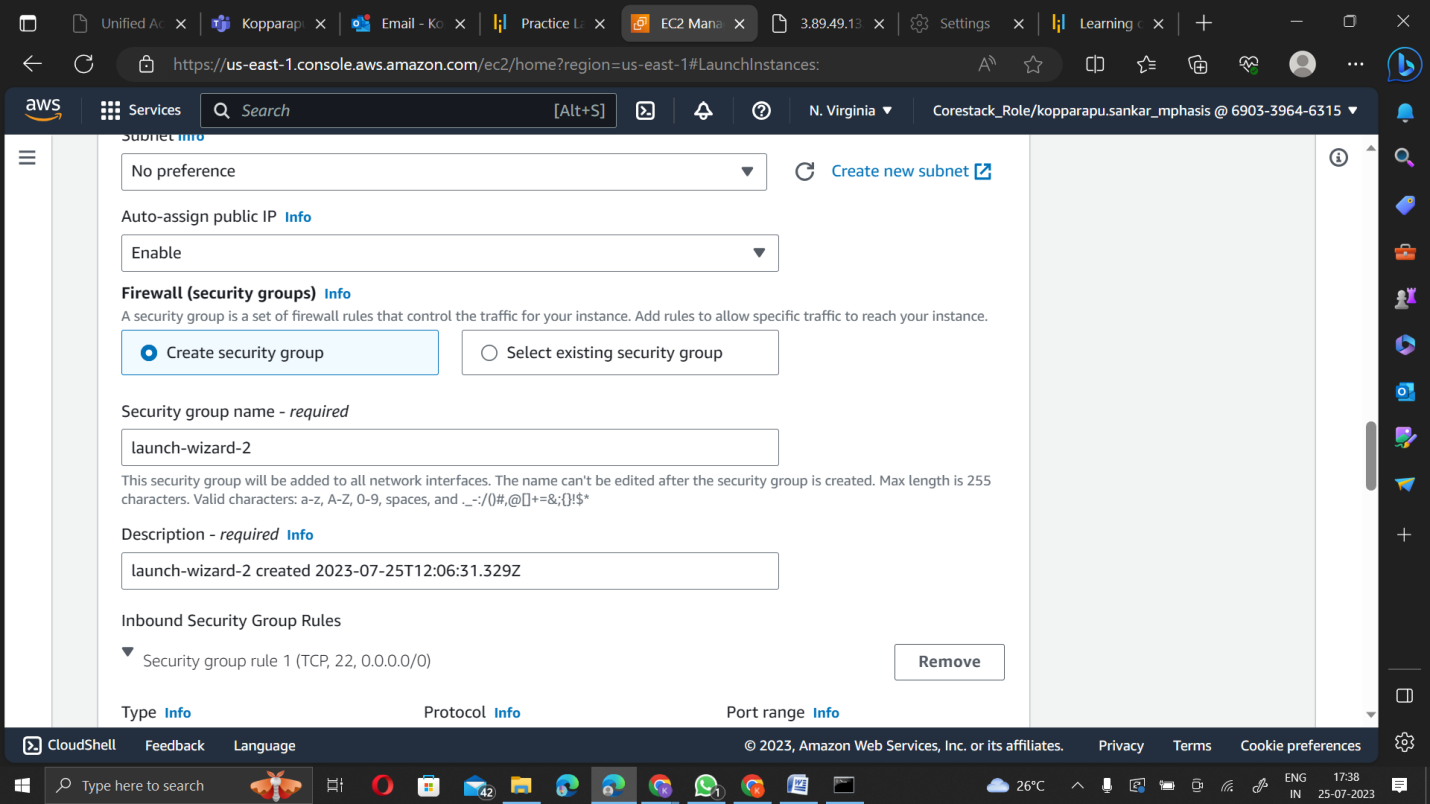 Unified Ac
Kopparap
Email - Ko
Practice La
EC2 Mana
3.89.49.13
Settings
Learning c
https://us-east-1.console.aws.amazon.com/ec2/home?region=us-east-1#LaunchInstances:
aws
Services
Search
[Alt+S]
N. Virginia
Corestack_Role/kopparapu.sankar_mphasis @ 6903-3964-6315
Subnet Info
No preference
Create new subnet
Auto-assign public IP Info
Enable
Firewall (security groups) Info
A security group is a set of firewall rules that control the traffic for your instance. Add rules to allow specific traffic to reach your instance.
Create security group
Select existing security group
Security group name - required
launch-wizard-2
This security group will be added to all network interfaces. The name can't be edited after the security group is created. Max length is 255
characters. Valid characters: a-z, A-Z, 0-9, spaces, and ._-:/()#,@[]+=&;{}!$*
Description - required Info
launch-wizard-2 created 2023-07-25T12:06:31.329Z
Inbound Security Group Rules
Security group rule 1 (TCP, 22, 0.0.0.0/0)
Remove
Type Info
Protocol Info
Port range Info
CloudShell
Feedback
Language
© 2023, Amazon Web Services, Inc. or its affiliates.
Privacy
Terms
Cookie preferences
Type here to search
42
1
26°C
ENG
IN
17:38
25-07-2023